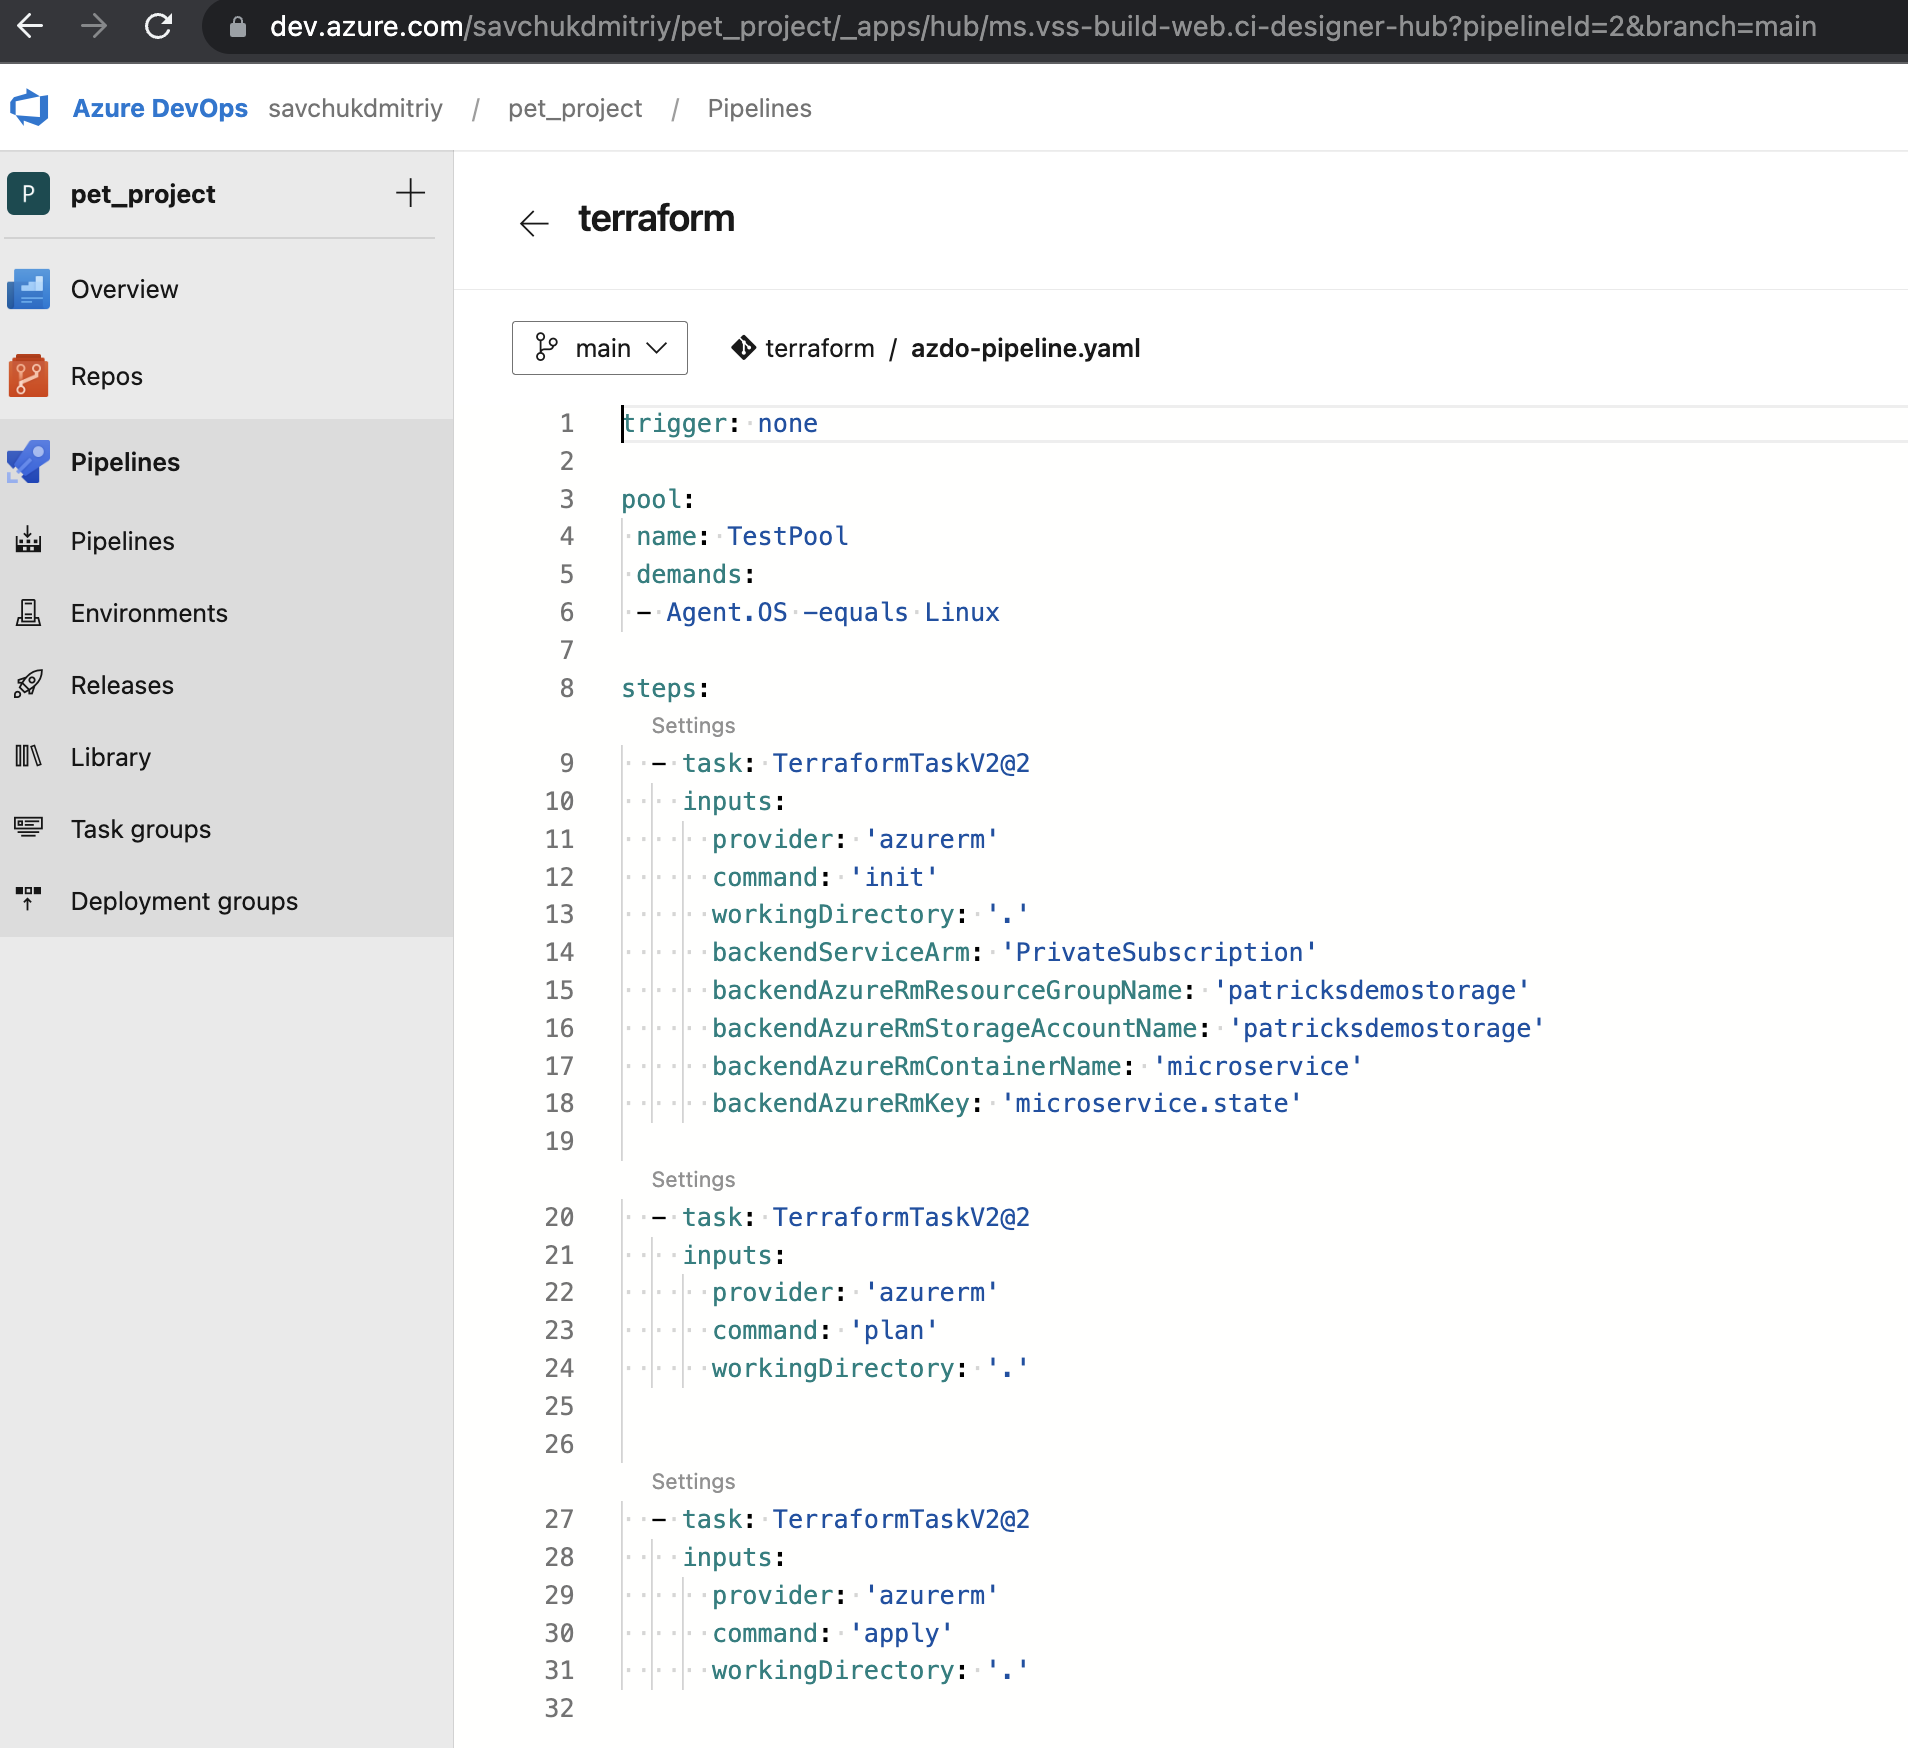 dev.azure.com/savchukdmitriy/pet_project/_apps/hub/ms.vss-build-web.ci-designer-hub?pipelineId=2&branch=main
Azure DevOps savchukdmitriy / pet_project / Pipelines
P pet_project
Overview
Repos
Pipelines
Pipelines
Environments
Releases
Library
Task groups
Deployment groups
terraform
main terraform / azdo-pipeline.yaml
1 trigger: none
2
3 pool:
4  name: TestPool
5  demands:
6  - Agent.OS -equals Linux
7
8 steps:
Settings
9   - task: TerraformTaskV2@2
10     inputs:
11       provider: 'azurerm'
12       command: 'init'
13       workingDirectory: '.'
14       backendServiceArm: 'PrivateSubscription'
15       backendAzureRmResourceGroupName: 'patricksdemostorage'
16       backendAzureRmStorageAccountName: 'patricksdemostorage'
17       backendAzureRmContainerName: 'microservice'
18       backendAzureRmKey: 'microservice.state'
19
Settings
20   - task: TerraformTaskV2@2
21     inputs:
22       provider: 'azurerm'
23       command: 'plan'
24       workingDirectory: '.'
25
26
Settings
27   - task: TerraformTaskV2@2
28     inputs:
29       provider: 'azurerm'
30       command: 'apply'
31       workingDirectory: '.'
32